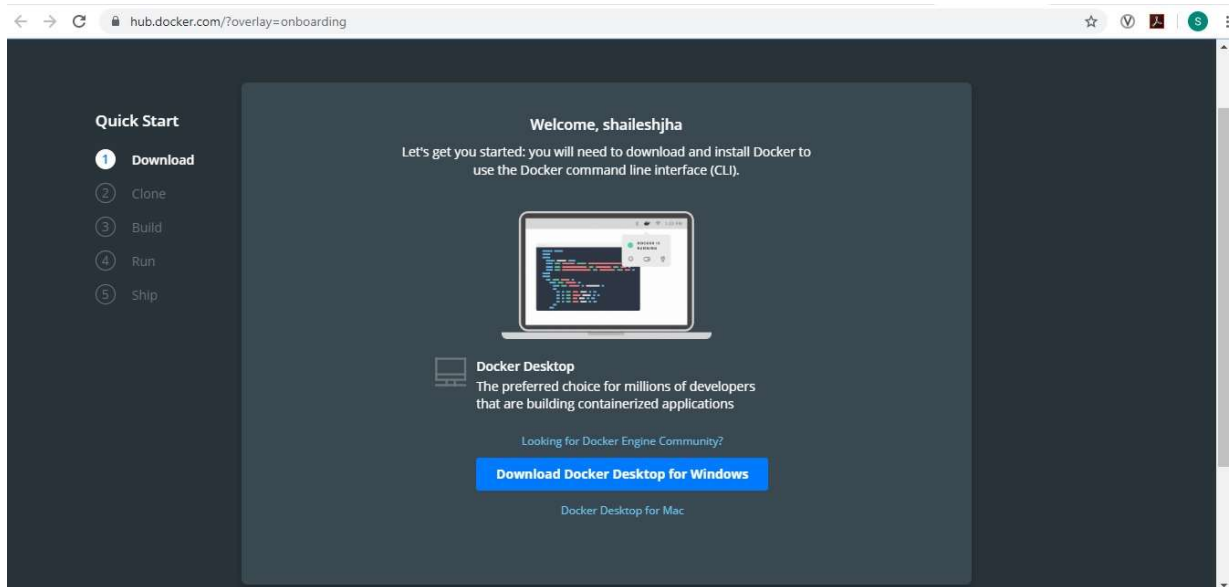 hub.docker.com/?overlay=onboarding
S
Quick Start
1 Download
2 Clone
3 Build
4 Run
5 Ship
Welcome, shaileshjha
Let's get you started: you will need to download and install Docker to
use the Docker command line interface (CLI).
DOCKER IS
RUNNING
Docker Desktop
The preferred choice for millions of developers
that are building containerized applications
Looking for Docker Engine Community?
Download Docker Desktop for Windows
Docker Desktop for Mac